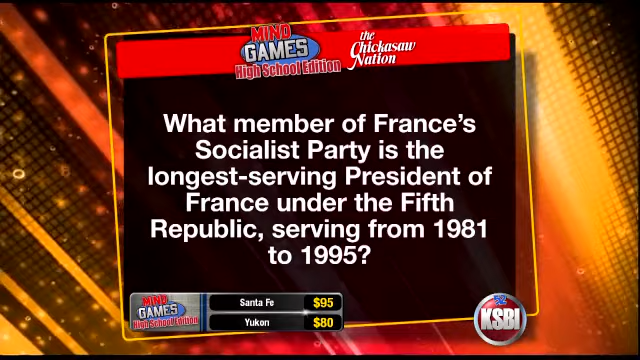 MIND
GAMES
High School Edition
the
Chickasaw
Nation
What member of France's
Socialist Party is the
longest-serving President of
France under the Fifth
Republic, serving from 1981
to 1995?
MIND
GAMES
High School Edition
Santa Fe $95
Yukon $80
52
KSBI